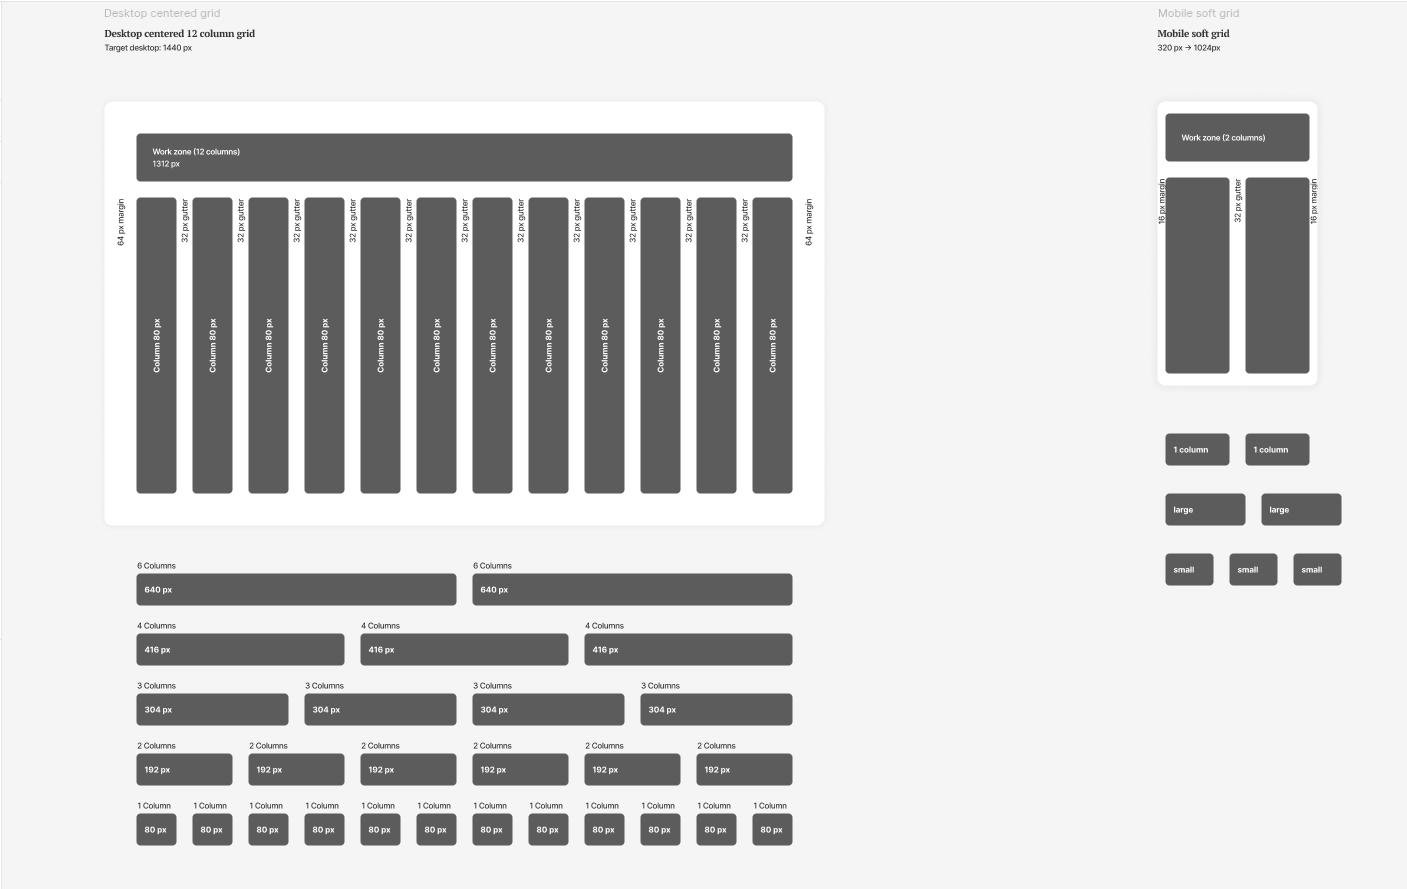 Desktop centered grid
Desktop centered 12 column grid
Target desktop: 1440 px
Work zone (12 columns)
1312 px
64 px margin
32 px gutter
32 px gutter
32 px gutter
32 px gutter
32 px gutter
32 px gutter
32 px gutter
32 px gutter
32 px gutter
32 px gutter
32 px gutter
64 px margin
Column 80 px
Column 80 px
Column 80 px
Column 80 px
Column 80 px
Column 80 px
Column 80 px
Column 80 px
Column 80 px
Column 80 px
Column 80 px
Column 80 px
6 Columns 6 Columns
640 px 640 px
4 Columns 4 Columns 4 Columns
416 px 416 px 416 px
3 Columns 3 Columns 3 Columns 3 Columns
304 px 304 px 304 px 304 px
2 Columns 2 Columns 2 Columns 2 Columns 2 Columns 2 Columns
192 px 192 px 192 px 192 px 192 px 192 px
1 Column 1 Column 1 Column 1 Column 1 Column 1 Column 1 Column 1 Column 1 Column 1 Column 1 Column 1 Column
80 px 80 px 80 px 80 px 80 px 80 px 80 px 80 px 80 px 80 px 80 px 80 px
Mobile soft grid
Mobile soft grid
320 px → 1024px
Work zone (2 columns)
16 px margin
32 px gutter
16 px margin
1 column 1 column
large large
small small small